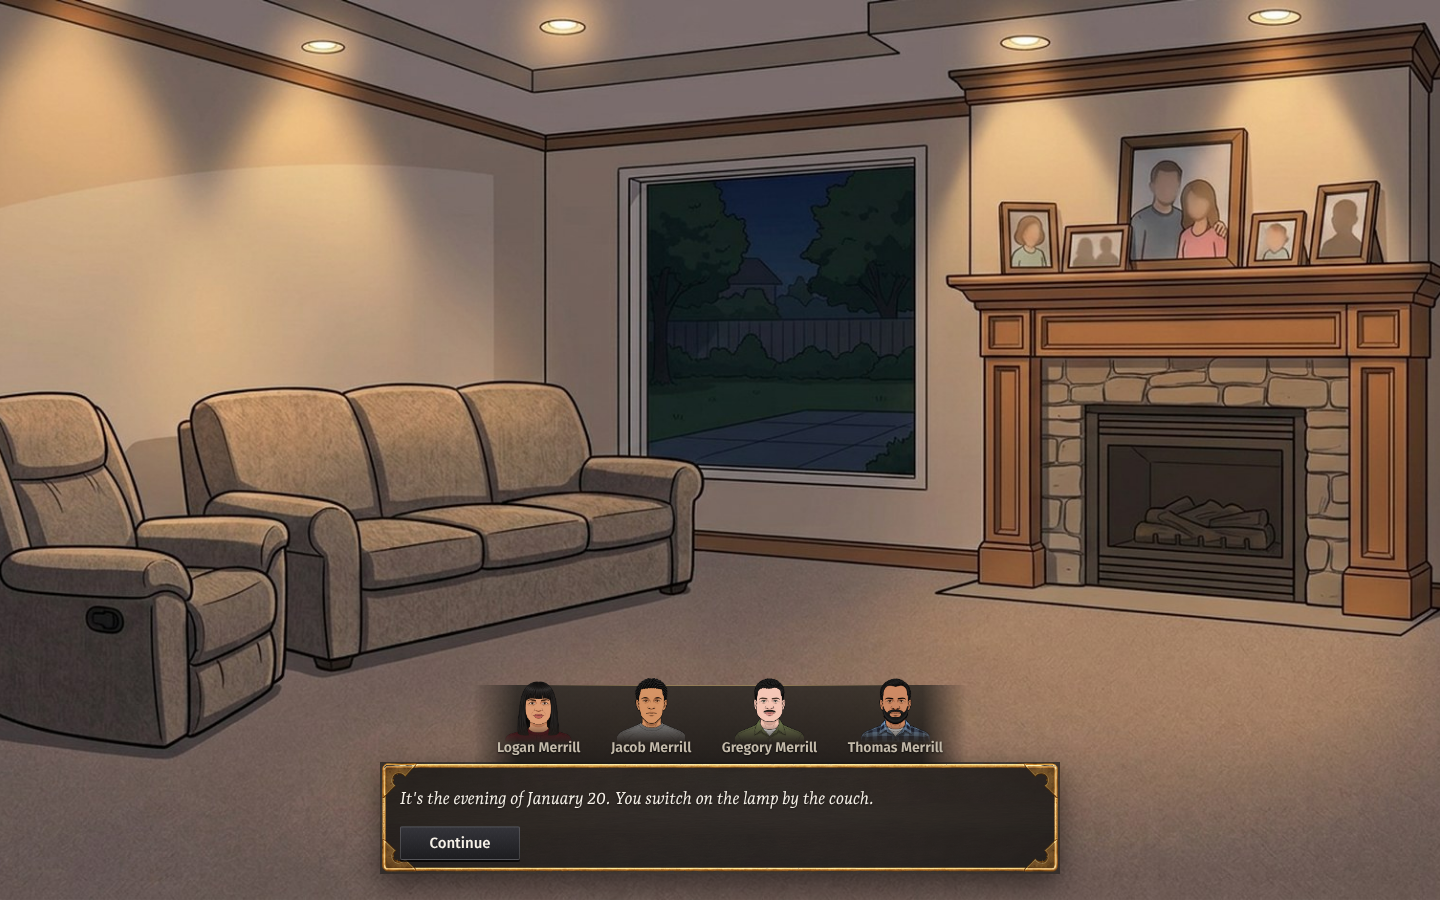 Logan Merrill
Jacob Merrill
Gregory Merrill
Thomas Merrill
It's the evening of January 20. You switch on the lamp by the couch.
Continue